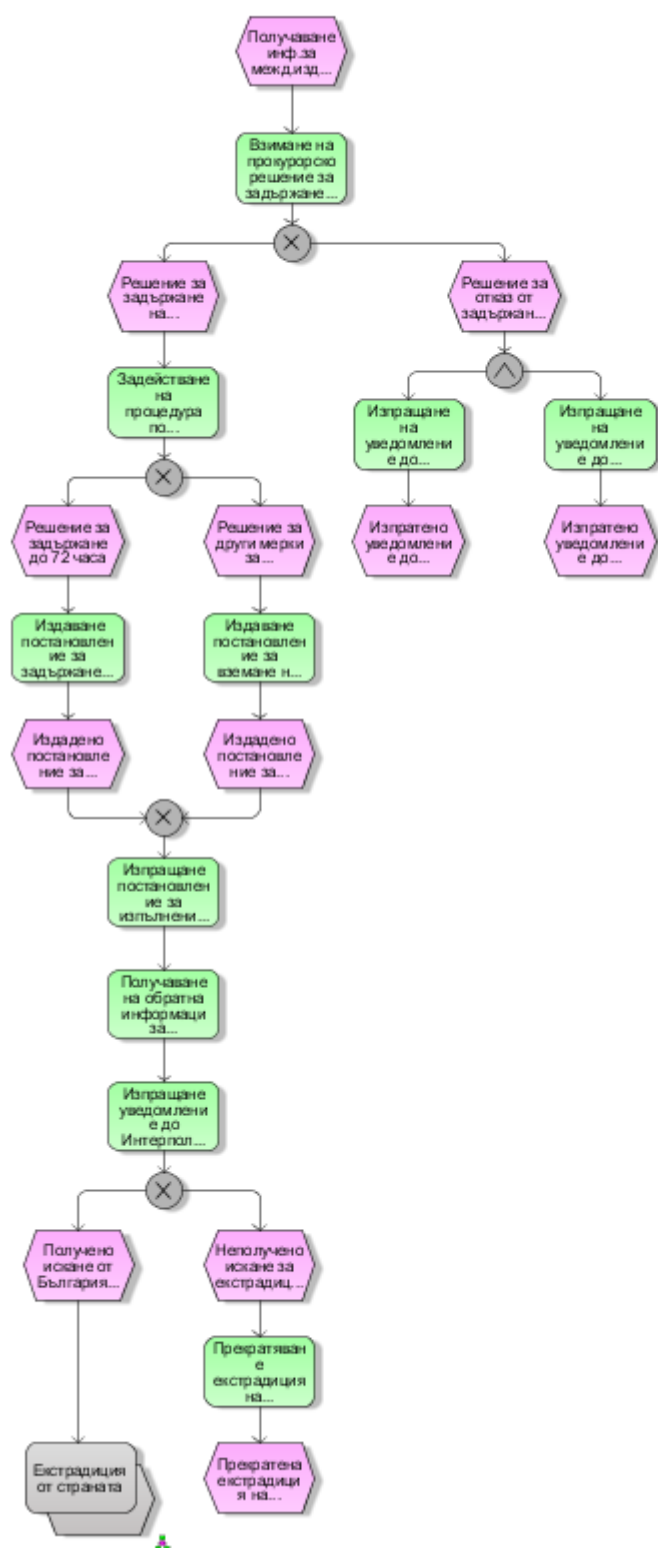 Получаване
инф.за
межд.изд...
Взимане на
прокурорско
решение за
задържане...
Решение за
задържане
на...
Решение за
отказ от
задържан...
Задействане
на
процедура
по...
Изпращане
на
уведомлени
е до...
Изпращане
на
уведомлени
е до...
Решение за
задържане
до 72 часа
Решение за
други мерки
за...
Изпратено
уведомлени
е до...
Изпратено
уведомлени
е до...
Издаване
постановлен
ие за
задържане...
Издаване
постановлен
ие за
вземане н...
Издадено
постановле
ние за...
Издадено
постановле
ние за...
Изпращане
постановлен
ие за
изпълнени...
Получаване
на обратна
информаци
за...
Изпращане
уведомлени
е до
Интерпол...
Получено
искане от
България...
Неполучено
искане за
екстрадиц...
Прекратяван
е
екстрадиция
на...
Екстрадиция
от страната
Прекратена
екстрадици
я на...